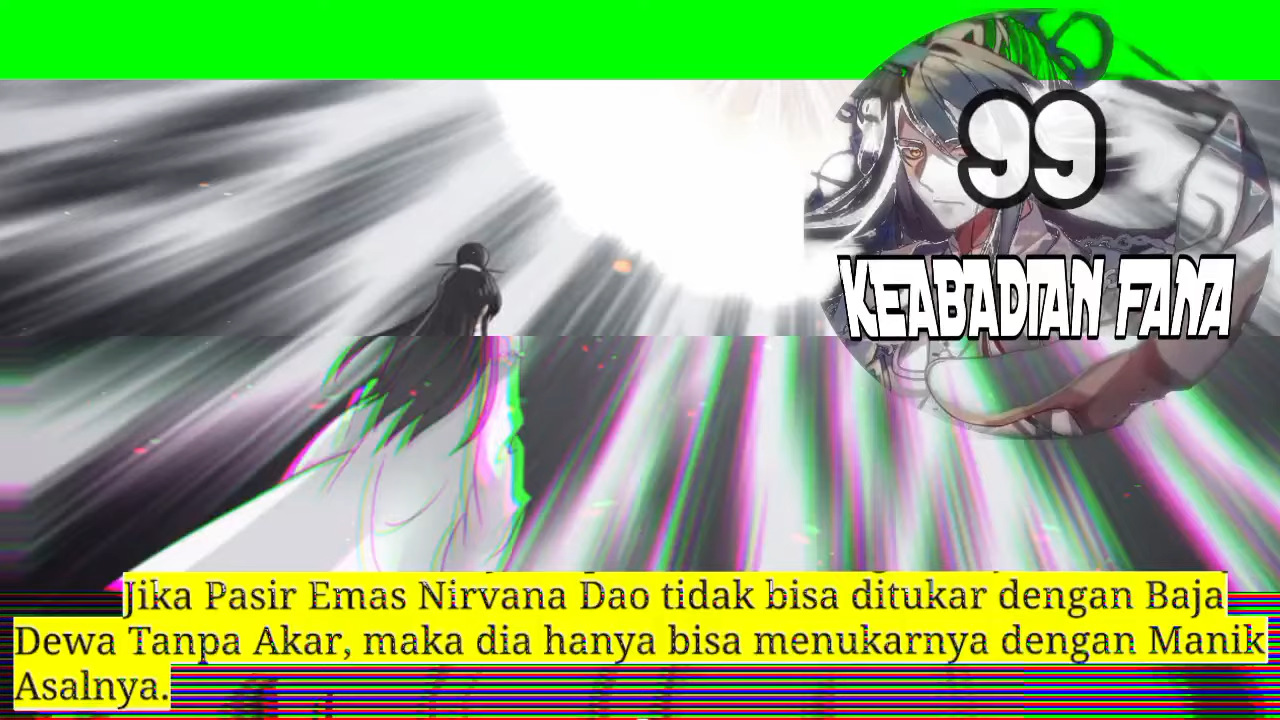 99
KEABADIAN FANA
Jika Pasir Emas Nirvana Dao tidak bisa ditukar dengan Baja
Dewa Tanpa Akar, maka dia hanya bisa menukarnya dengan Manik
Asalnya.